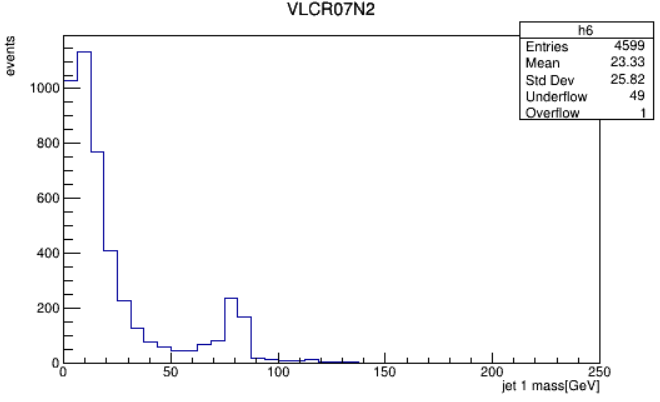 VLCR07N2
h6
Entries 4599
Mean 23.33
Std Dev 25.82
Underflow 49
Overflow 1
events
1000
800
600
400
200
0
0 50 100 150 200 250
jet 1 mass[GeV]